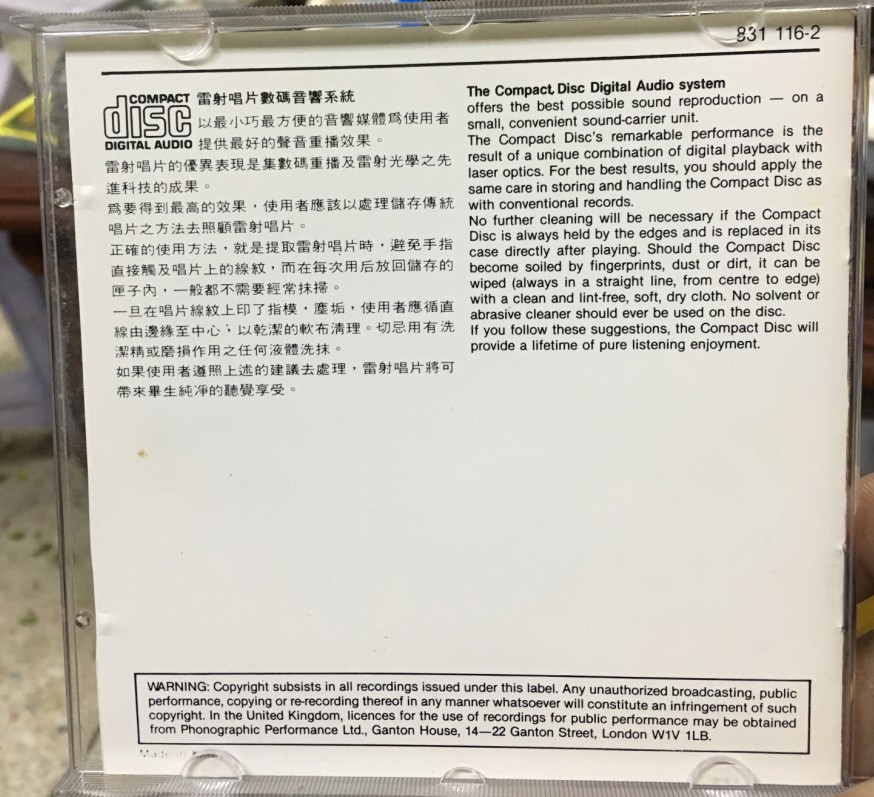 831 116-2
COMPACT
disc
DIGITAL AUDIO
雷射唱片數碼音響系統
以最小巧最方便的音響媒體爲使用者
提供最好的聲音重播效果。
雷射唱片的優異表現是集數碼重播及雷射光學之先
進科技的成果。
爲要得到最高的效果，使用者應該以處理儲存傳統
唱片之方法去照顧雷射唱片。
正確的使用方法，就是提取雷射唱片時，避免手指
直接觸及唱片上的線紋，而在每次用后放回儲存的
匣子內，一般都不需要經常抹掃。
一旦在唱片線紋上印了指模，塵垢，使用者應循直
線由邊緣至中心，以乾潔的軟布清理。切忌用有洗
潔精或磨損作用之任何液體洗抹。
如果使用者遵照上述的建議去處理，雷射唱片將可
帶來畢生純淨的聽覺享受。
The Compact Disc Digital Audio system
offers the best possible sound reproduction — on a
small, convenient sound-carrier unit.
The Compact Disc's remarkable performance is the
result of a unique combination of digital playback with
laser optics. For the best results, you should apply the
same care in storing and handling the Compact Disc as
with conventional records.
No further cleaning will be necessary if the Compact
Disc is always held by the edges and is replaced in its
case directly after playing. Should the Compact Disc
become soiled by fingerprints, dust or dirt, it can be
wiped (always in a straight line, from centre to edge)
with a clean and lint-free, soft, dry cloth. No solvent or
abrasive cleaner should ever be used on the disc.
If you follow these suggestions, the Compact Disc will
provide a lifetime of pure listening enjoyment.
WARNING: Copyright subsists in all recordings issued under this label. Any unauthorized broadcasting, public
performance, copying or re-recording thereof in any manner whatsoever will constitute an infringement of such
copyright. In the United Kingdom, licences for the use of recordings for public performance may be obtained
from Phonographic Performance Ltd., Ganton House, 14—22 Ganton Street, London W1V 1LB.